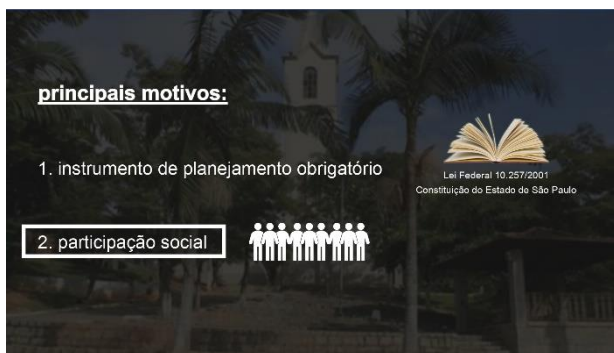 principais motivos:
1. instrumento de planejamento obrigatório
Lei Federal 10.257/2001
Constituição do Estado de São Paulo
2. participação social